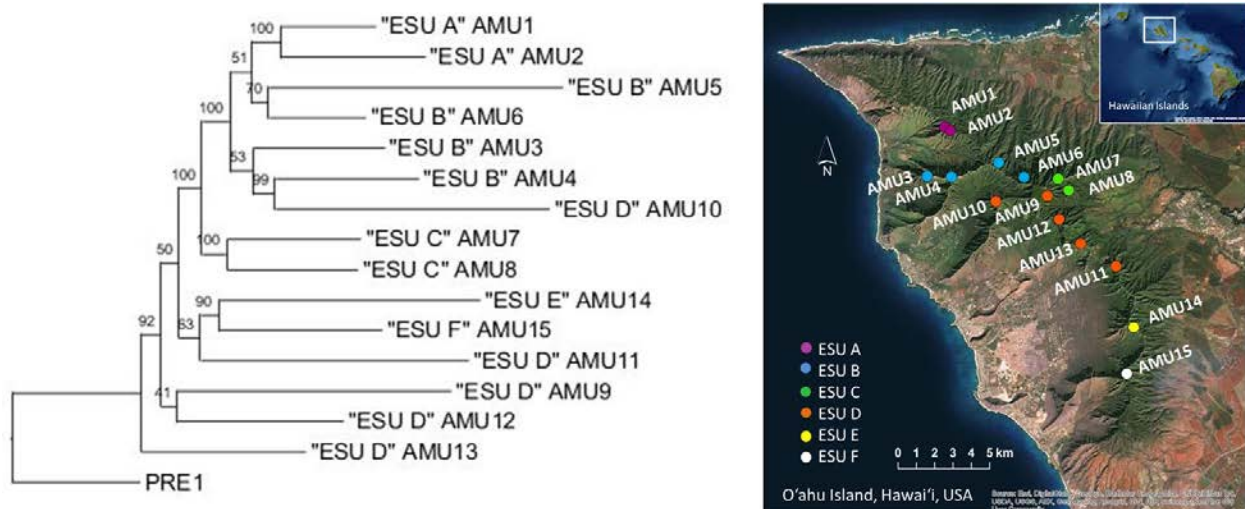 100
"ESU A" AMU1
"ESU A" AMU2
51
70
"ESU B" AMU5
"ESU B" AMU6
100
53
"ESU B" AMU3
99
"ESU B" AMU4
"ESU D" AMU10
100
100
"ESU C" AMU7
"ESU C" AMU8
50
90
"ESU E" AMU14
63
"ESU F" AMU15
"ESU D" AMU11
92
41
"ESU D" AMU9
"ESU D" AMU12
"ESU D" AMU13
PRE1
Hawaiian Islands
AMU1
AMU2
N
AMU5
AMU6
AMU7
AMU8
AMU3
AMU4
AMU10
AMU9
AMU12
AMU13
AMU11
AMU14
AMU15
ESU A
ESU B
ESU C
ESU D
ESU E
ESU F
0 1 2 3 4 5 km
Oʻahu Island, Hawaiʻi, USA